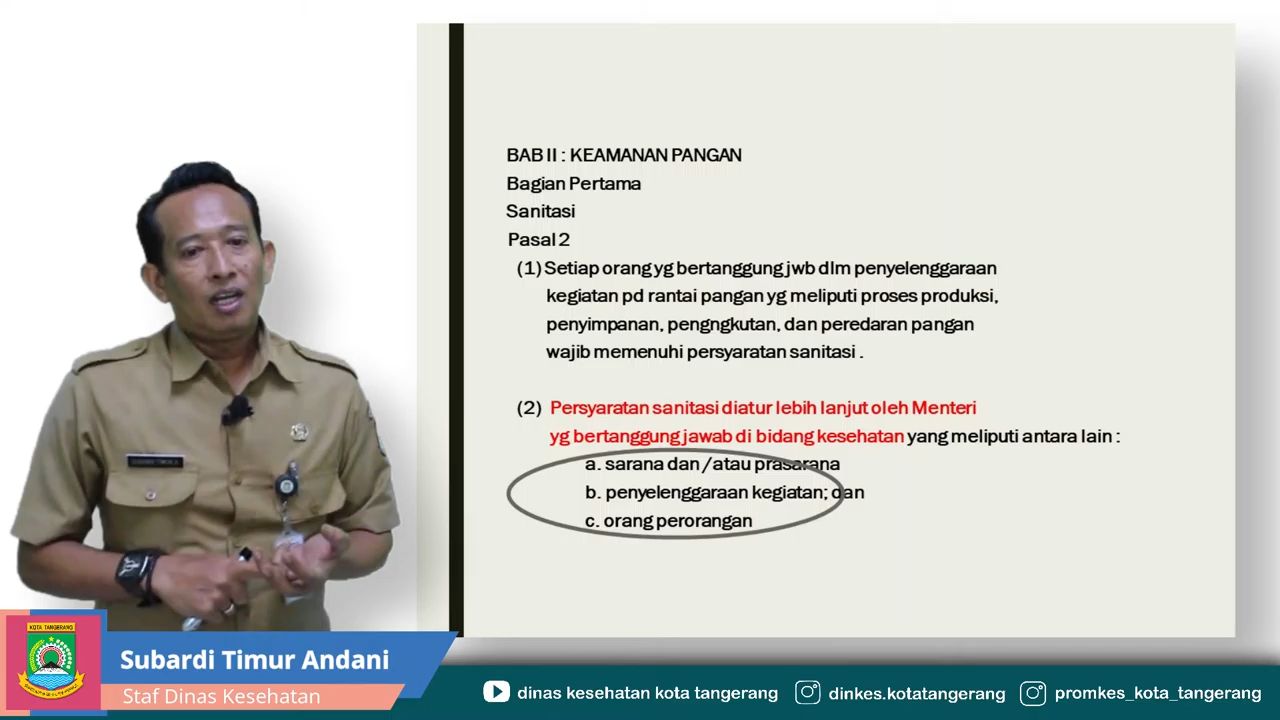 BAB II : KEAMANAN PANGAN
Bagian Pertama
Sanitasi
Pasal 2
(1) Setiap orang yg bertanggung jwb dlm penyelenggaraan
kegiatan pd rantai pangan yg meliputi proses produksi,
penyimpanan, pengngkutan, dan peredaran pangan
wajib memenuhi persyaratan sanitasi .
(2) Persyaratan sanitasi diatur lebih lanjut oleh Menteri
yg bertanggung jawab di bidang kesehatan yang meliputi antara lain :
a. sarana dan /atau prasarana
b. penyelenggaraan kegiatan; dan
c. orang perorangan
KOTA TANGERANG
Subardi Timur Andani
Staf Dinas Kesehatan
dinas kesehatan kota tangerang
dinkes.kotatangerang
promkes_kota_tangerang